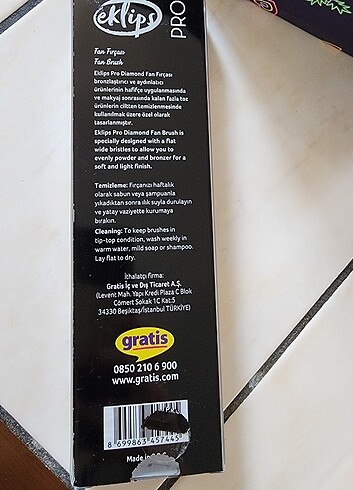 eklips
PRO
Fan Fırçası
Fan Brush
Eklips Pro Diamond Fan Fırçası
bronzlaştırıcı ve aydınlatıcı
ürünlerinin hafifçe uygulanmasında
ve makyaj sonrasında kalan fazla toz
ürünlerin ciltten temizlenmesinde
kullanılmak üzere özel olarak
tasarlanmıştır.
Eklips Pro Diamond Fan Brush is
specially designed with a flat
wide bristles to allow you to
evenly powder and bronzer for a
soft and light finish.
Temizleme: Fırçanızı haftalık
olarak sabun veya şampuanla
yıkadıktan sonra ılık suyla durulayın
ve yatay vaziyette kurumaya
bırakın.
Cleaning: To keep brushes in
tip-top condition, wash weekly in
warm water, mild soap or shampoo.
Lay flat to dry.
İthalatçı Firma:
Gratis İç ve Dış Ticaret A.Ş.
(Levent Mah. Yapı Kredi Plaza C Blok
Cömert Sokak 1C Kat:5
34330 Beşiktaş/İstanbul TÜRKİYE)
gratis
0850 210 6 900
www.gratis.com
8 699863 457445
Made in